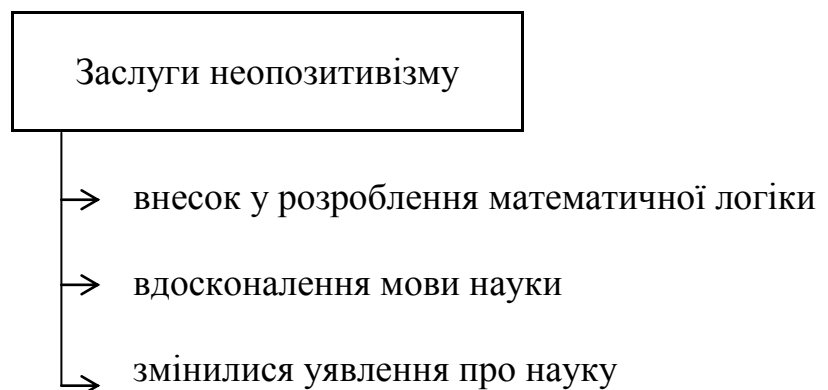 Заслуги неопозитивізму
внесок у розроблення математичної логіки
вдосконалення мови науки
змінилися уявлення про науку